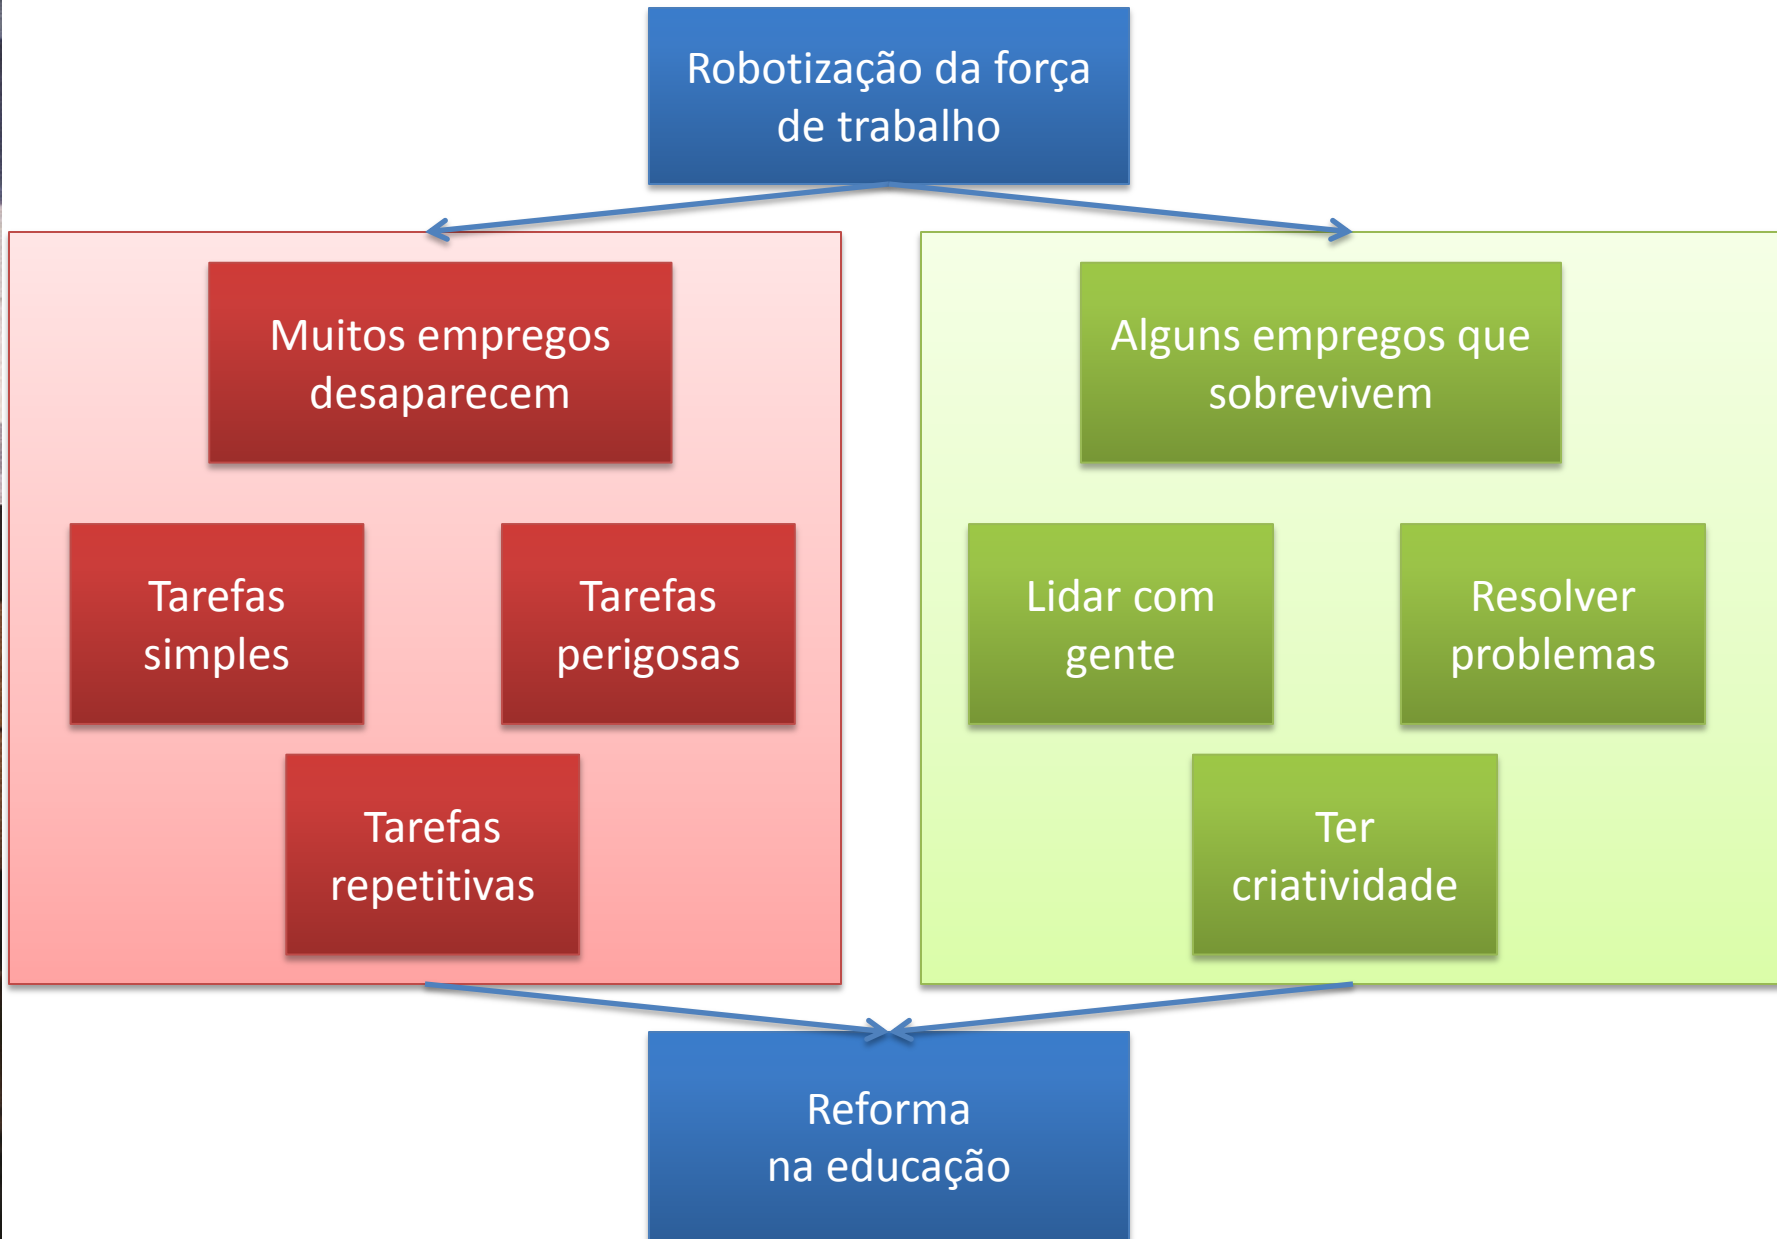 Robotização da força
de trabalho
Muitos empregos
desaparecem
Tarefas
simples
Tarefas
perigosas
Tarefas
repetitivas
Alguns empregos que
sobrevivem
Lidar com
gente
Resolver
problemas
Ter
criatividade
Reforma
na educação